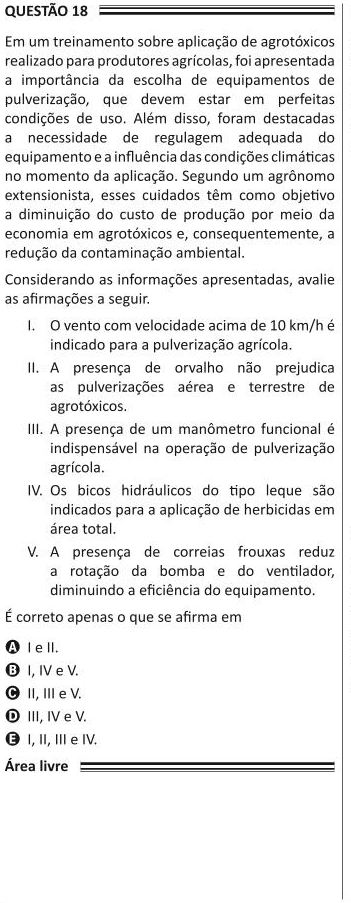 QUESTÃO 18
Em um treinamento sobre aplicação de agrotóxicos
realizado para produtores agrícolas, foi apresentada
a importância da escolha de equipamentos de
pulverização, que devem estar em perfeitas
condições de uso. Além disso, foram destacadas
a necessidade de regulagem adequada do
equipamento e a influência das condições climáticas
no momento da aplicação. Segundo um agrônomo
extensionista, esses cuidados têm como objetivo
a diminuição do custo de produção por meio da
economia em agrotóxicos e, consequentemente, a
redução da contaminação ambiental.
Considerando as informações apresentadas, avalie
as afirmações a seguir.
I. O vento com velocidade acima de 10 km/h é
indicado para a pulverização agrícola.
II. A presença de orvalho não prejudica
as pulverizações aérea e terrestre de
agrotóxicos.
III. A presença de um manômetro funcional é
indispensável na operação de pulverização
agrícola.
IV. Os bicos hidráulicos do tipo leque são
indicados para a aplicação de herbicidas em
área total.
V. A presença de correias frouxas reduz
a rotação da bomba e do ventilador,
diminuindo a eficiência do equipamento.
É correto apenas o que se afirma em
A I e II.
B I, IV e V.
C II, III e V.
D III, IV e V.
E I, II, III e IV.
Área livre